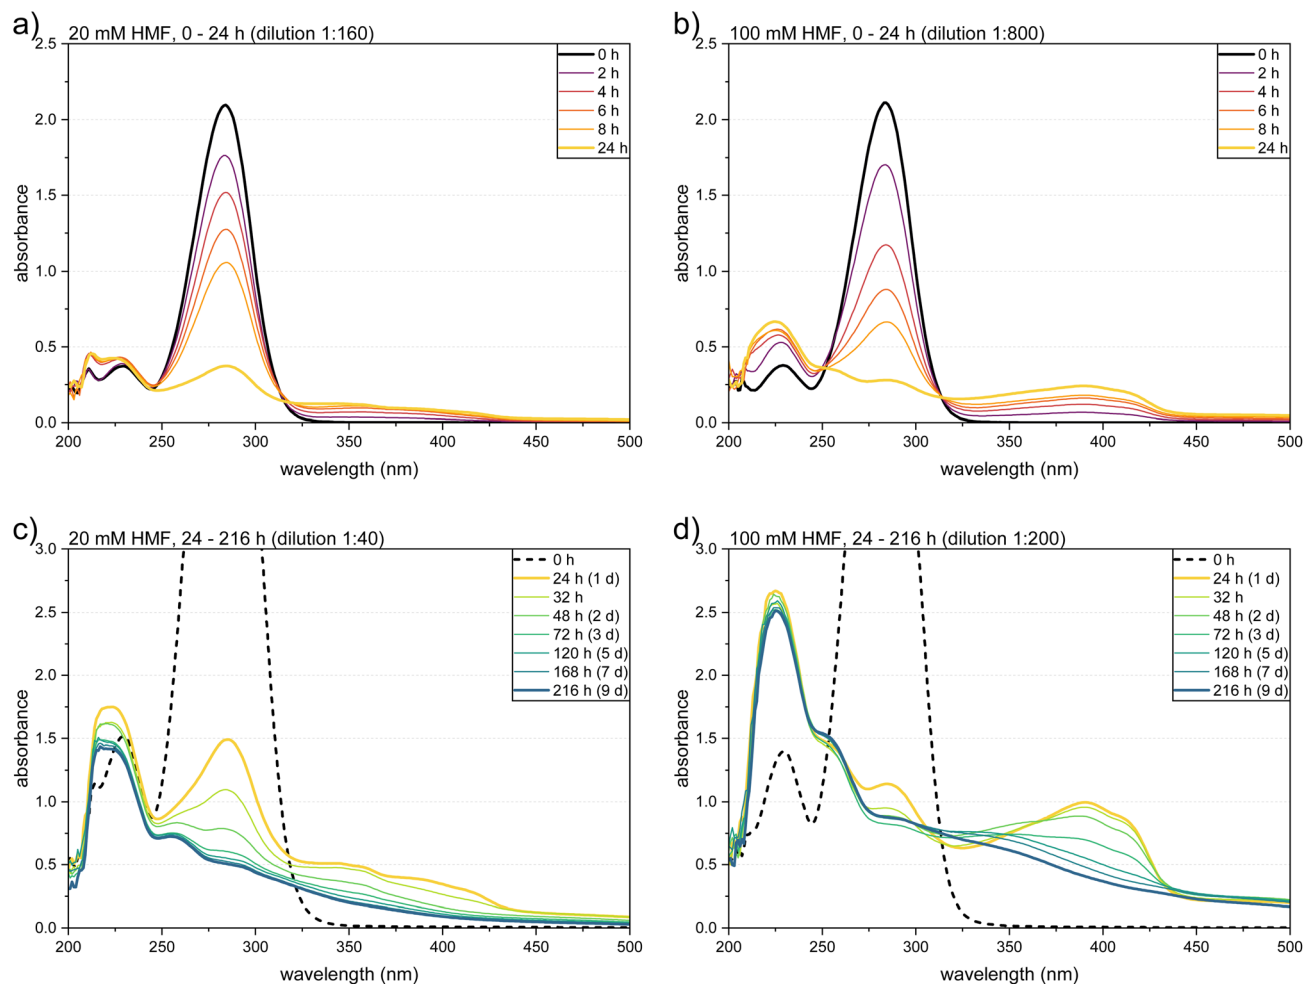 a)
20 mM HMF, 0 - 24 h (dilution 1:160)
2.5
2.0
1.5
1.0
0.5
0.0
absorbance
0 h
2 h
4 h
6 h
8 h
24 h
200
250
300
350
400
450
500
wavelength (nm)
b)
100 mM HMF, 0 - 24 h (dilution 1:800)
2.5
2.0
1.5
1.0
0.5
0.0
absorbance
0 h
2 h
4 h
6 h
8 h
24 h
200
250
300
350
400
450
500
wavelength (nm)
c)
20 mM HMF, 24 - 216 h (dilution 1:40)
3.0
2.5
2.0
1.5
1.0
0.5
0.0
absorbance
0 h
24 h (1 d)
32 h
48 h (2 d)
72 h (3 d)
120 h (5 d)
168 h (7 d)
216 h (9 d)
200
250
300
350
400
450
500
wavelength (nm)
d)
100 mM HMF, 24 - 216 h (dilution 1:200)
3.0
2.5
2.0
1.5
1.0
0.5
0.0
absorbance
0 h
24 h (1 d)
32 h
48 h (2 d)
72 h (3 d)
120 h (5 d)
168 h (7 d)
216 h (9 d)
200
250
300
350
400
450
500
wavelength (nm)